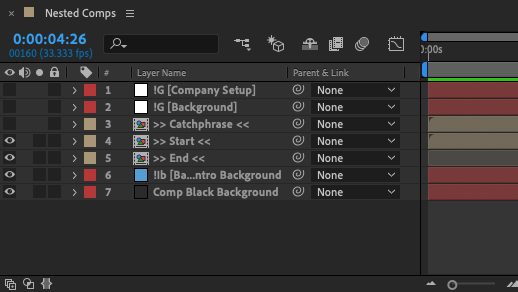 Nested Comps
0:00:04:26
00160 (33.333 fps)
:00s
# Layer Name Parent & Link
1 !G [Company Setup] None
2 !G [Background] None
3 >> Catchphrase << None
4 >> Start << None
5 >> End << None
6 !Ib [Ba...ntro Background None
7 Comp Black Background None